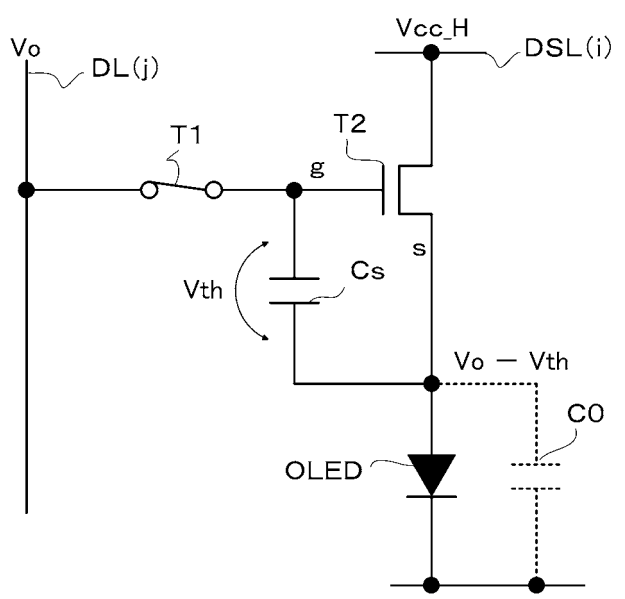 Vcc_H
Vo
DSL(i)
DL(j)
T2
T1
g
s
Cs
Vth
Vo − Vth
C0
OLED